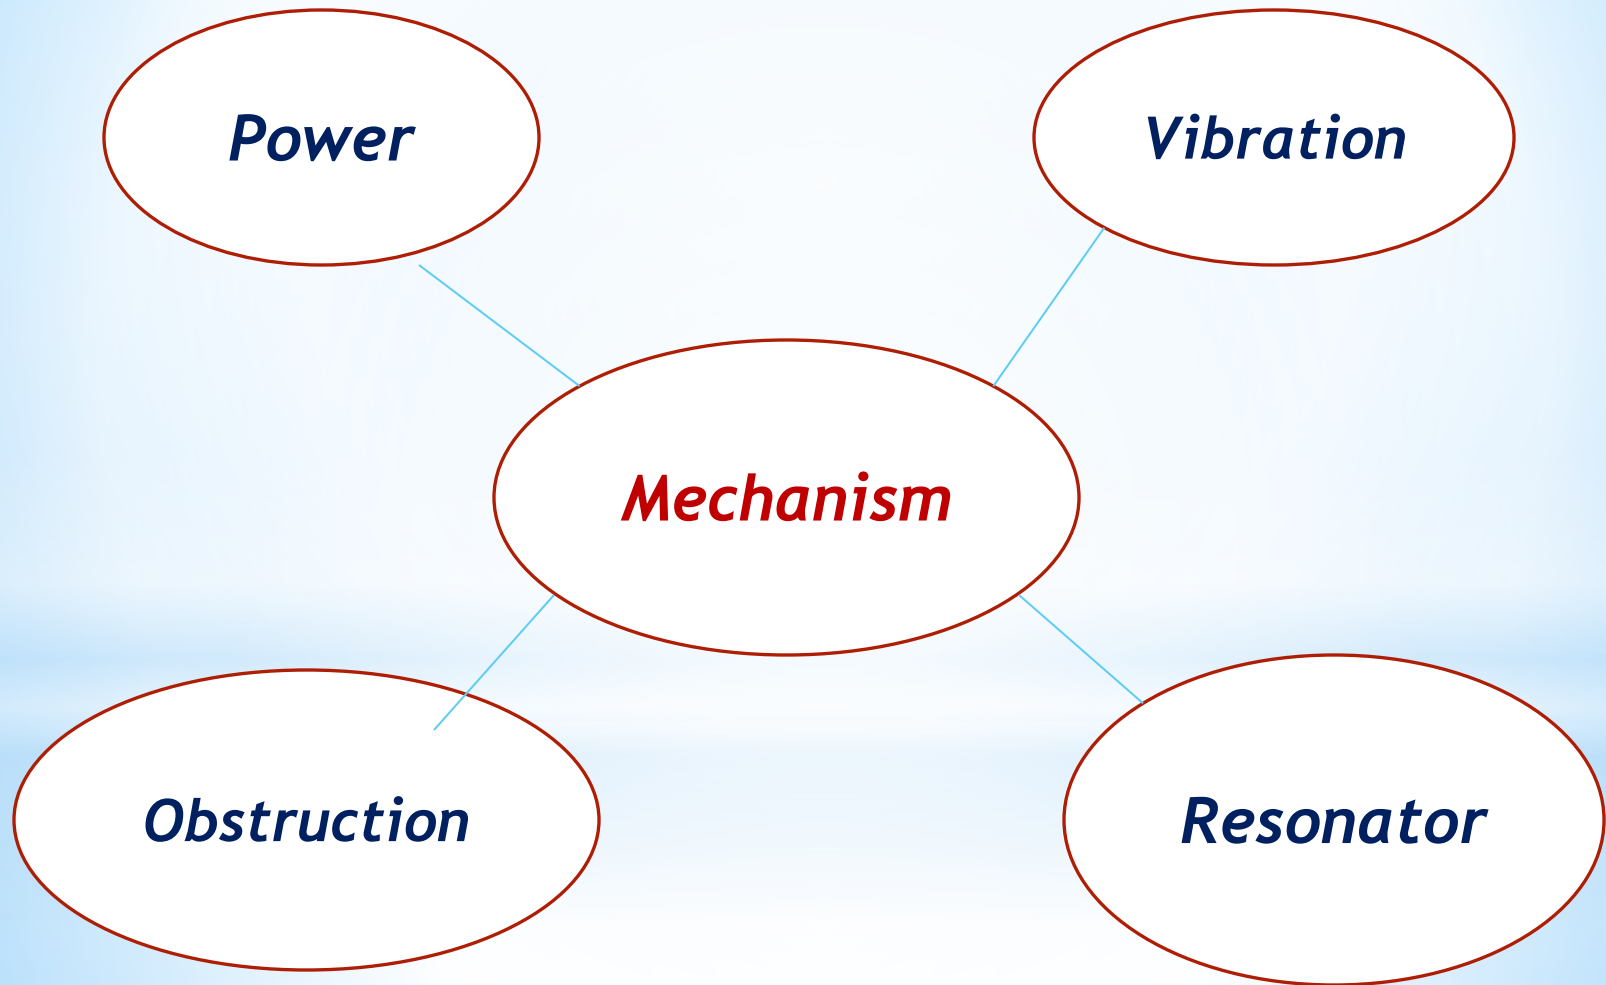 Power
Vibration
Mechanism
Obstruction
Resonator